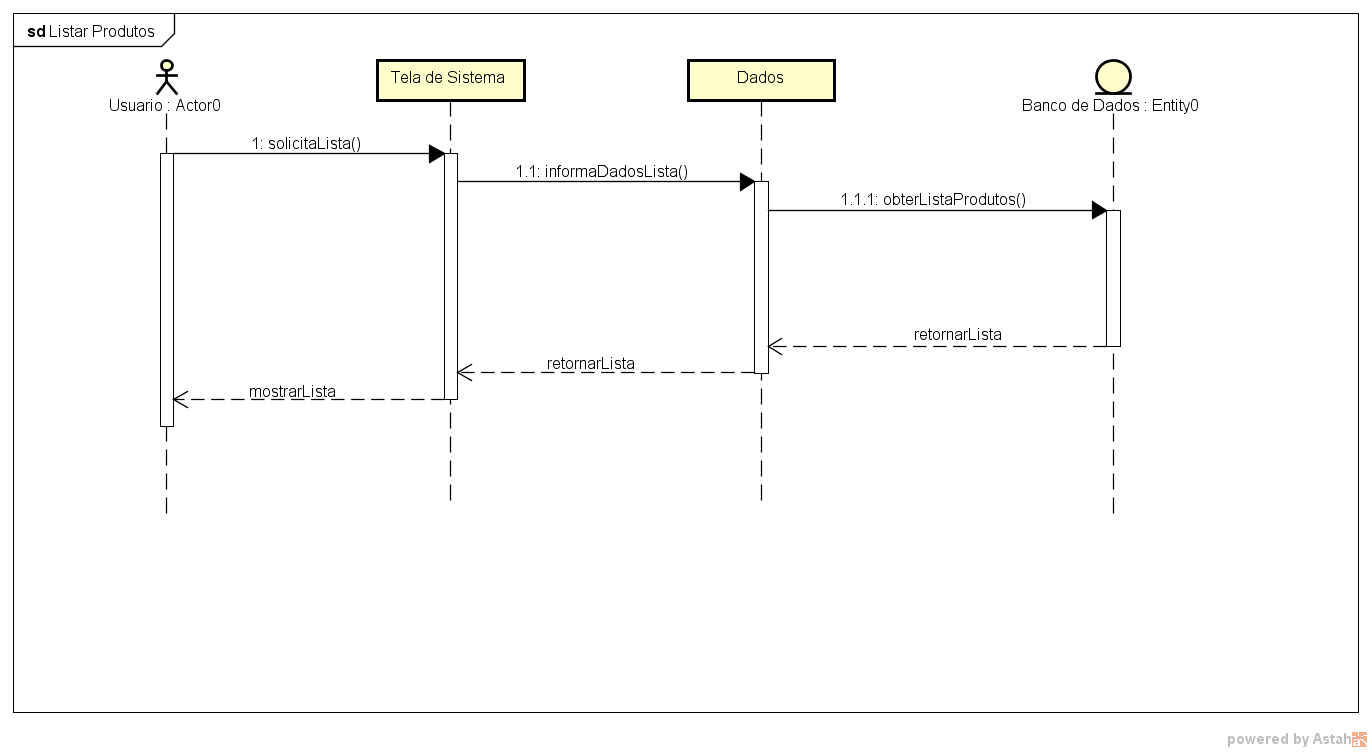 sd Listar Produtos
Usuario : Actor0
Tela de Sistema
Dados
Banco de Dados : Entity0
1: solicitaLista()
1.1: informaDadosLista()
1.1.1: obterListaProdutos()
retornarLista
retornarLista
mostrarLista
powered by Astah